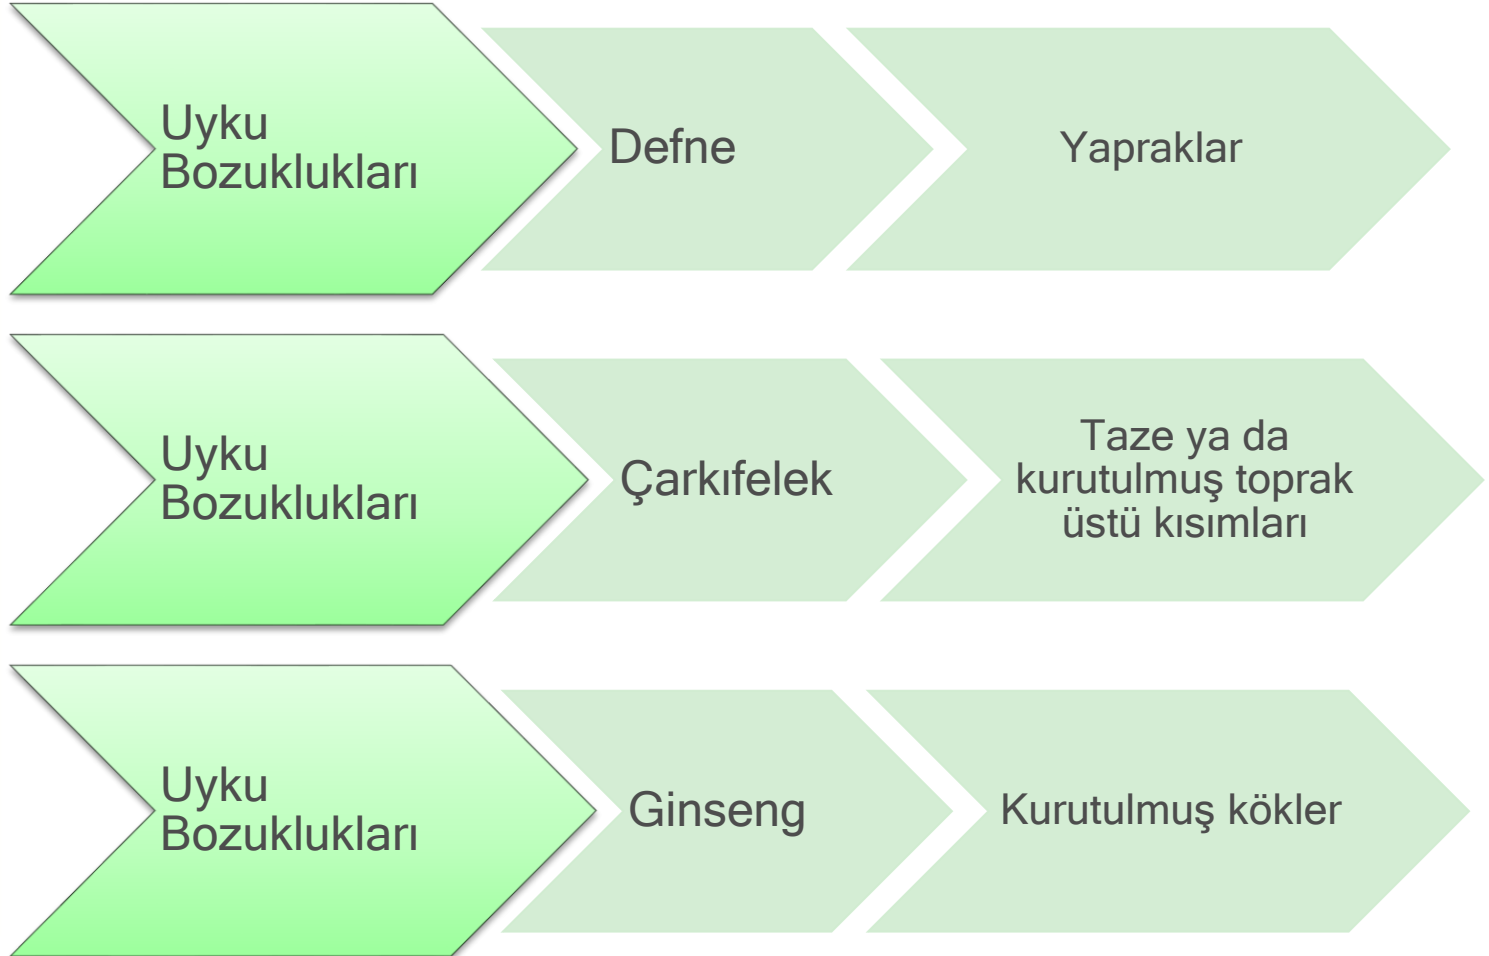 Uyku
Bozuklukları
Defne
Yapraklar
Uyku
Bozuklukları
Çarkıfelek
Taze ya da
kurutulmuş toprak
üstü kısımları
Uyku
Bozuklukları
Ginseng
Kurutulmuş kökler